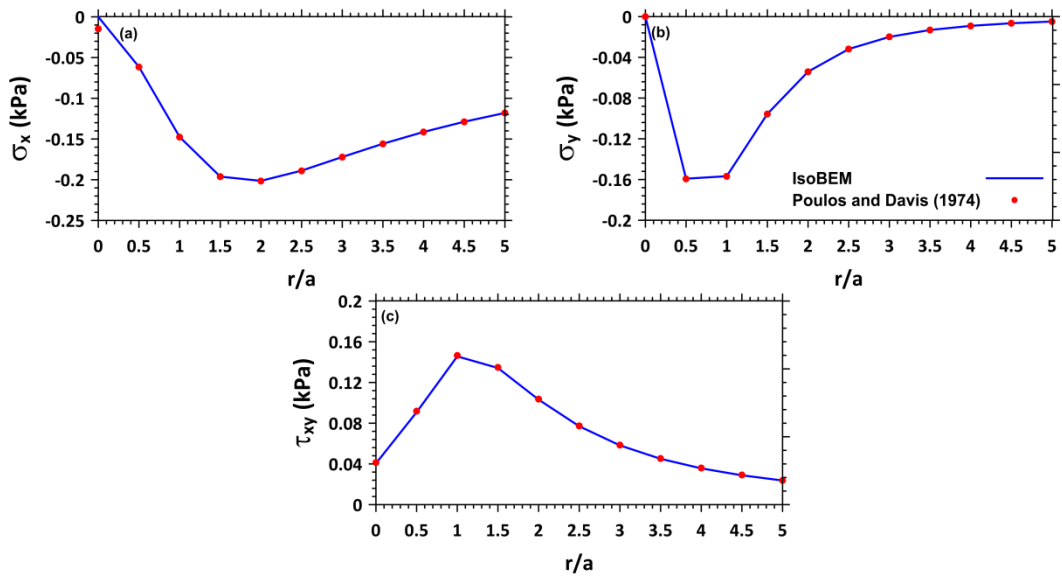 (a)
σx (kPa)
0
-0.05
-0.1
-0.15
-0.2
-0.25
0 0.5 1 1.5 2 2.5 3 3.5 4 4.5 5
r/a
(b)
σy (kPa)
0
-0.04
-0.08
-0.12
-0.16
-0.2
IsoBEM
Poulos and Davis (1974)
0 0.5 1 1.5 2 2.5 3 3.5 4 4.5 5
r/a
(c)
τxy (kPa)
0.2
0.16
0.12
0.08
0.04
0
0 0.5 1 1.5 2 2.5 3 3.5 4 4.5 5
r/a